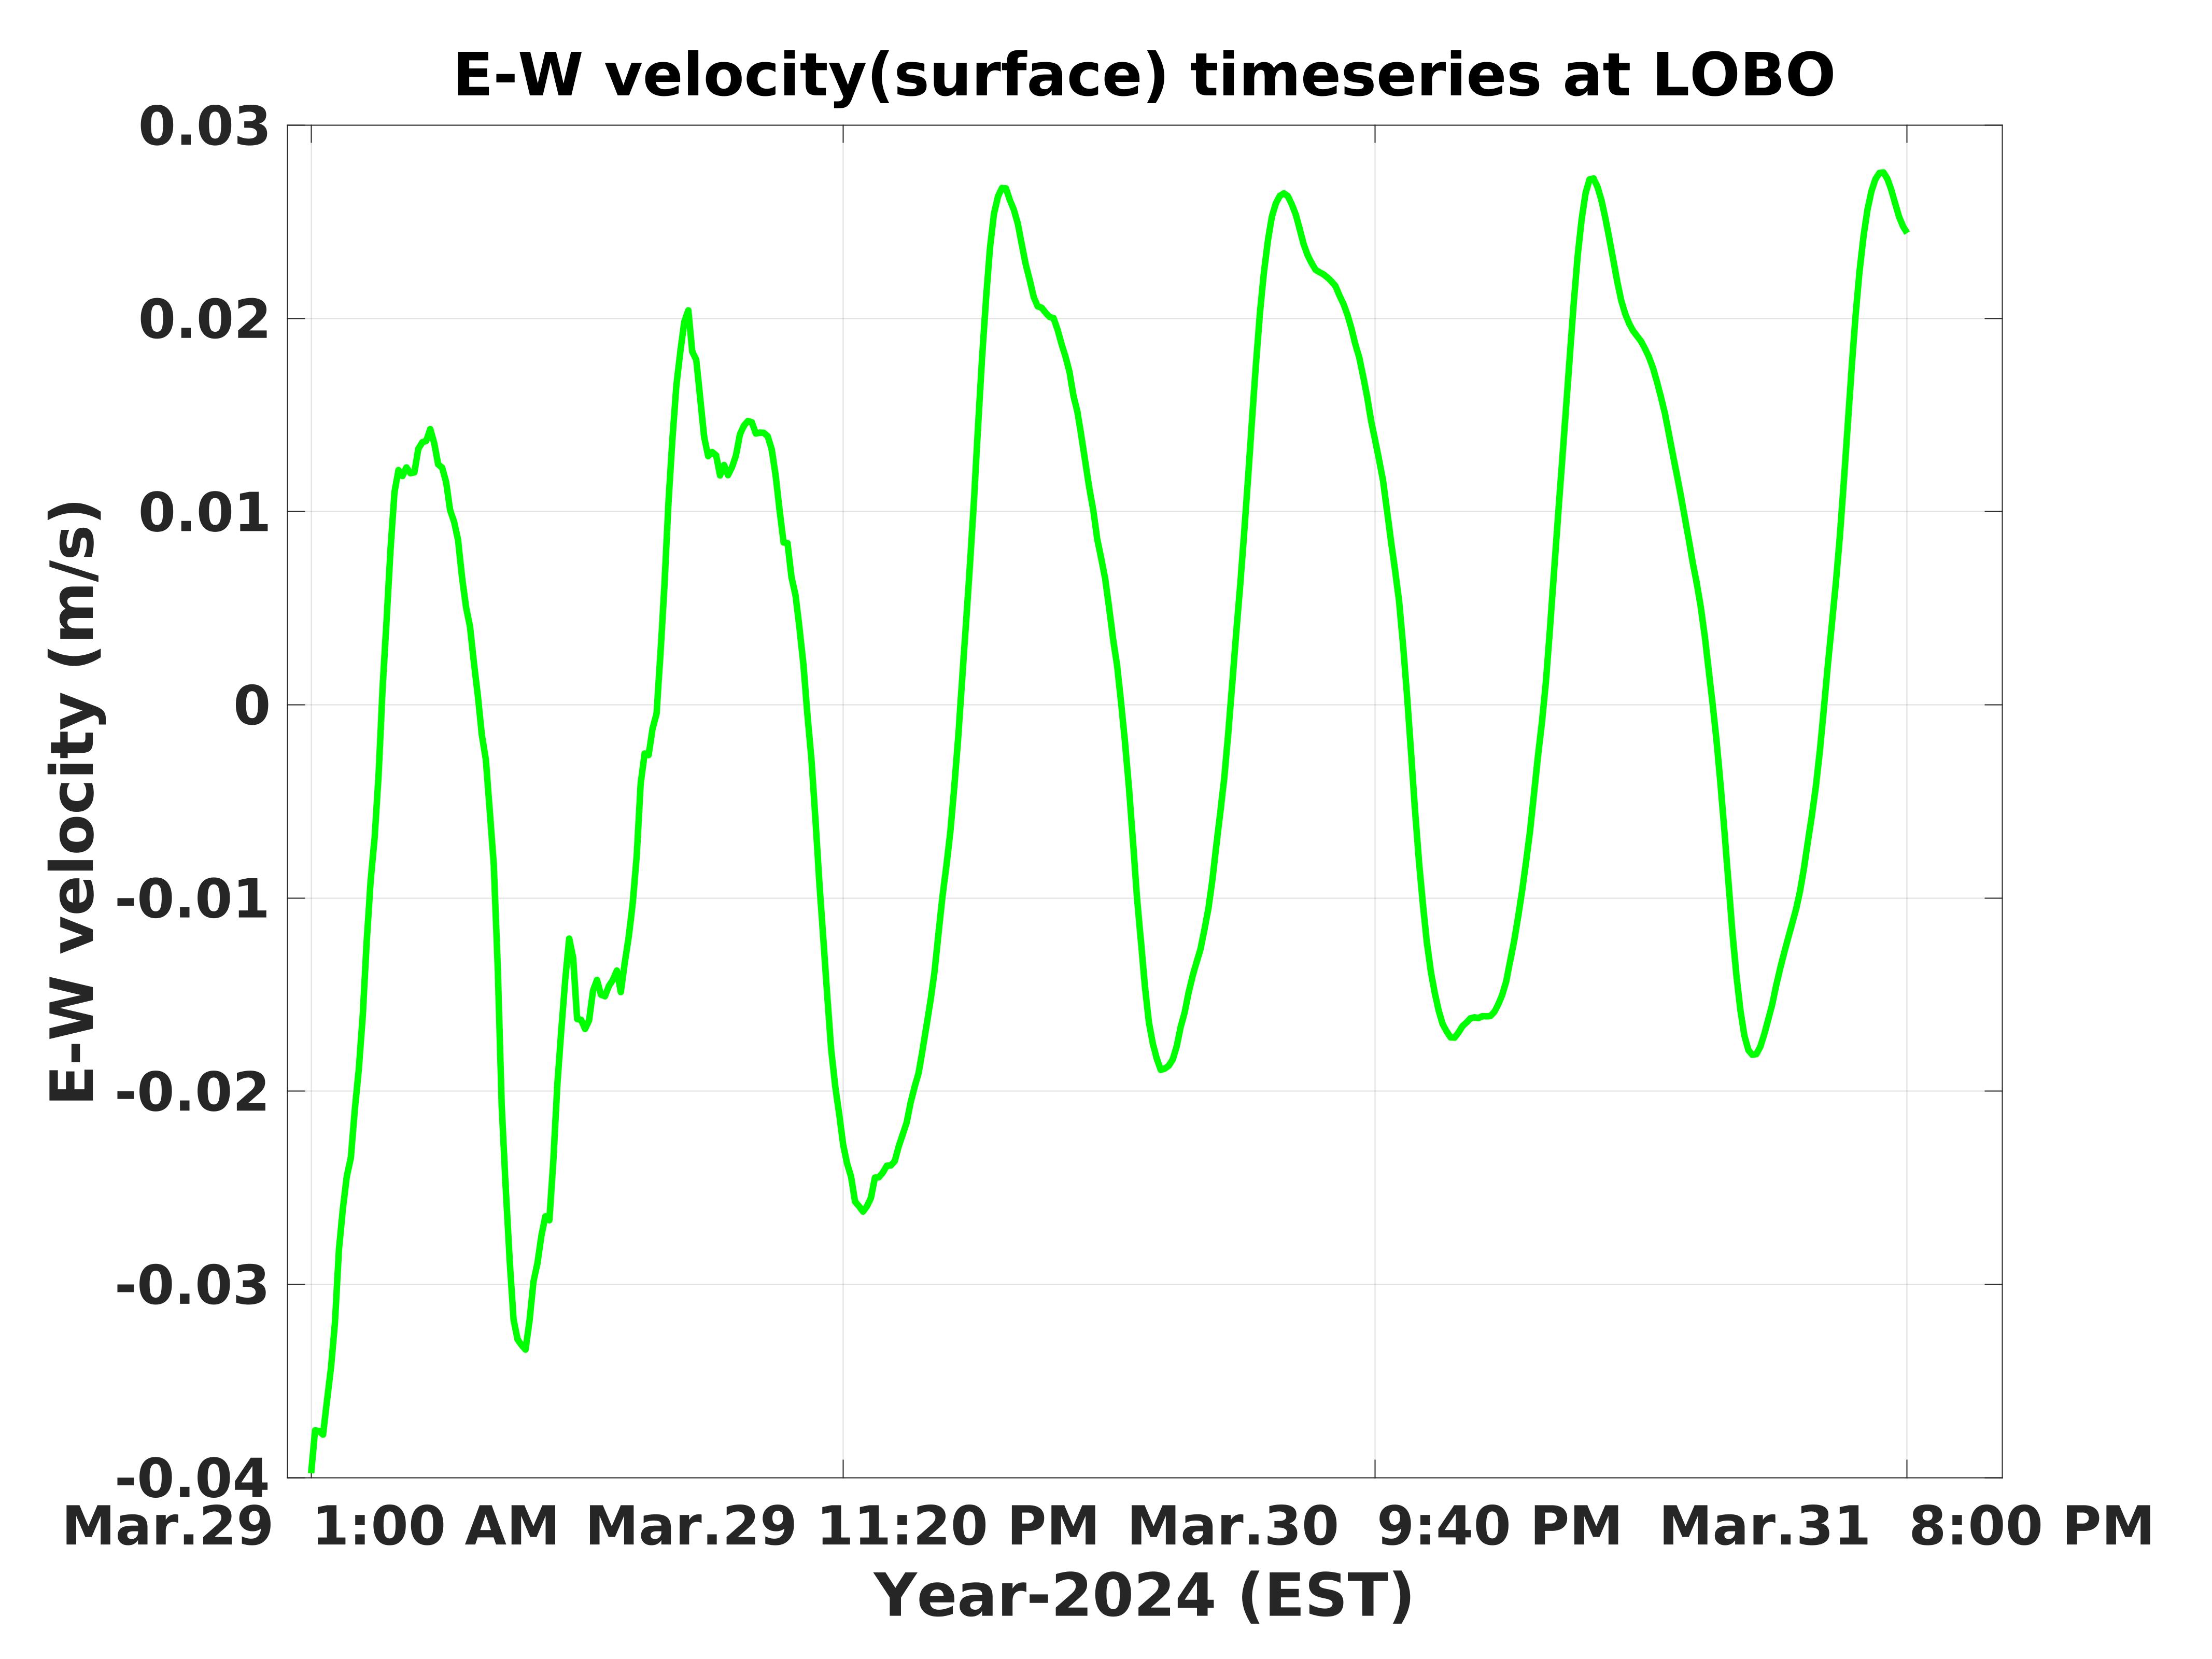 E-W velocity(surface) timeseries at LOBO
0.03
0.02
0.01
0
-0.01
-0.02
-0.03
-0.04
E-W velocity (m/s)
Mar.29 1:00 AM Mar.29 11:20 PM Mar.30 9:40 PM Mar.31 8:00 PM
Year-2024 (EST)